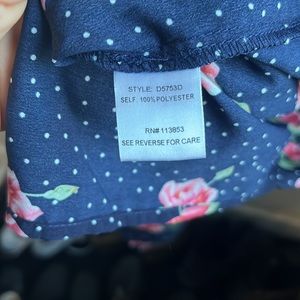 STYLE: D5753D
SELF: 100% POLYESTER
RN# 113853
SEE REVERSE FOR CARE